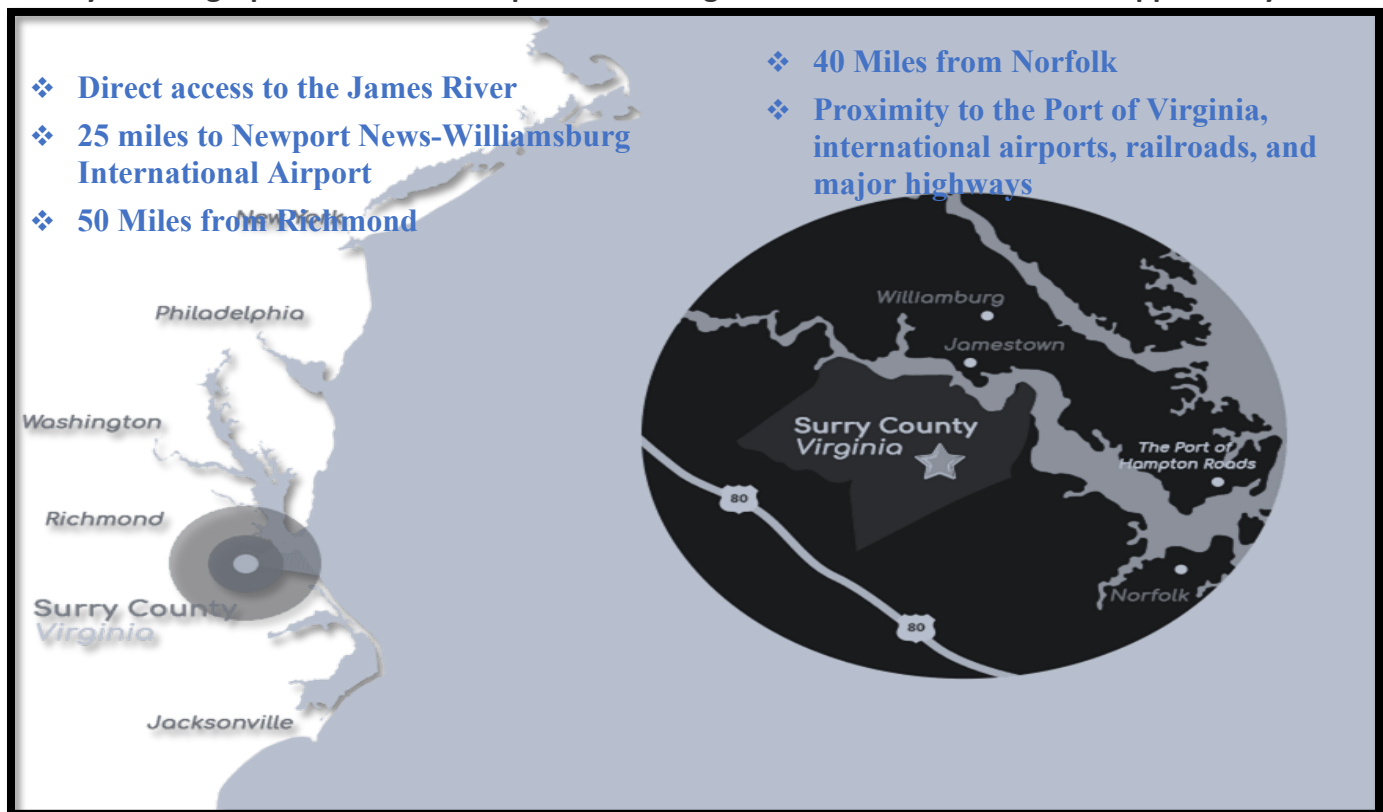 ❖ Direct access to the James River
❖ 25 miles to Newport News-Williamsburg
International Airport
❖ 50 Miles from Richmond
❖ 40 Miles from Norfolk
❖ Proximity to the Port of Virginia,
international airports, railroads, and
major highways
New York
Philadelphia
Washington
Richmond
Surry County
Virginia
Jacksonville
Williamburg
Jamestown
Surry County
Virginia
The Port of
Hampton Roads
80
80
Norfolk